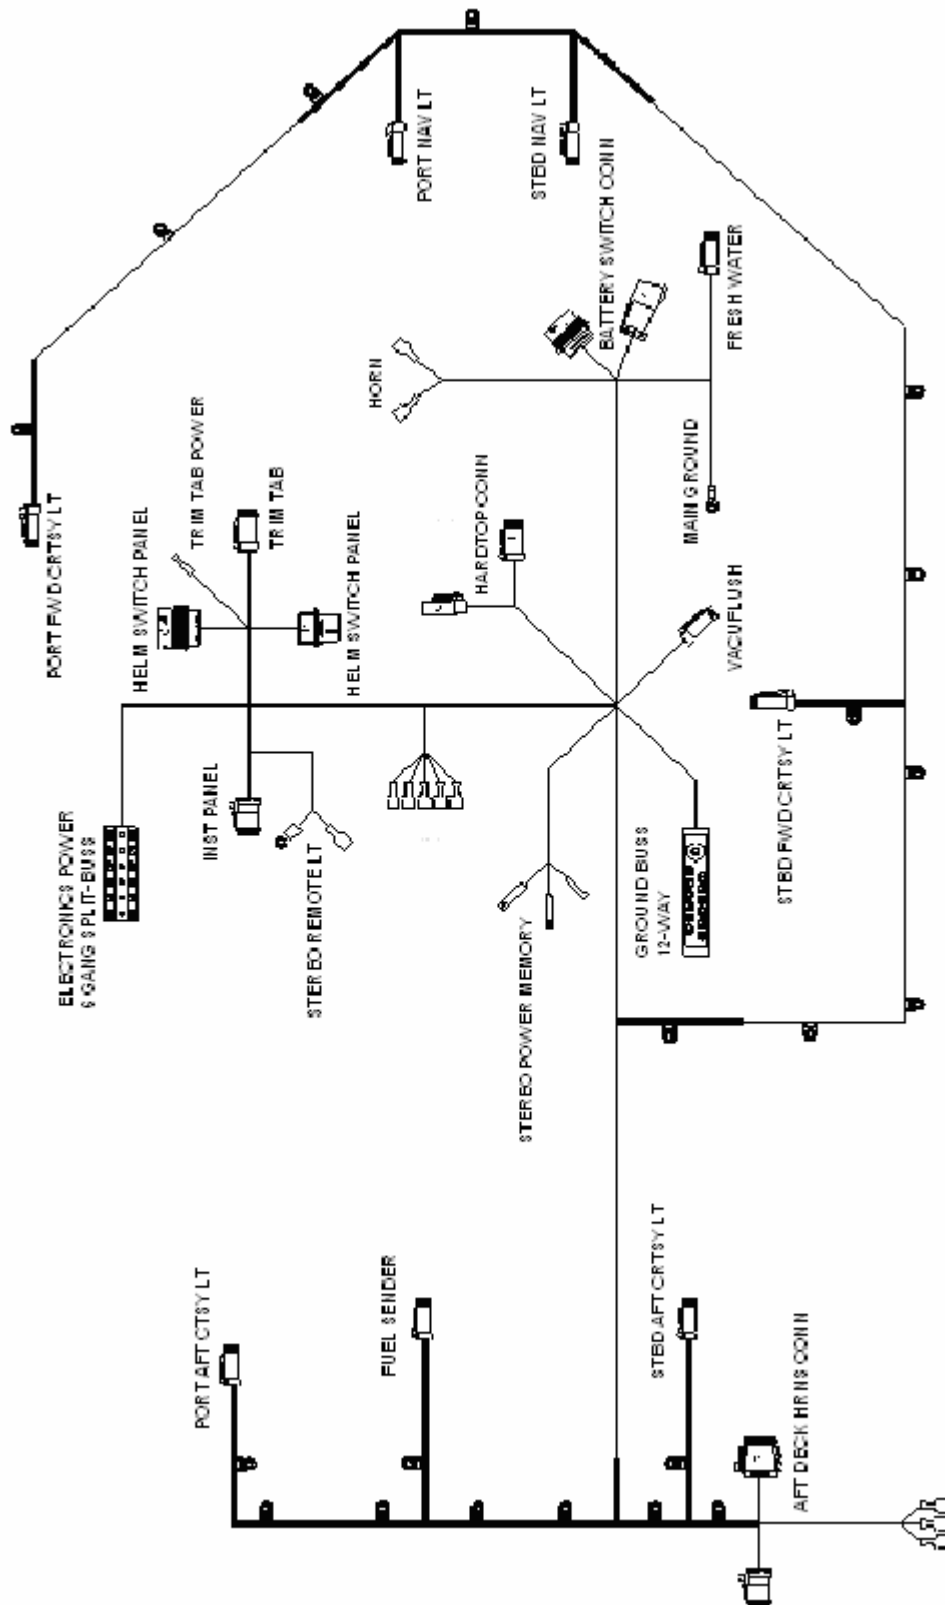 PORT FWD CRTSY LT
HELM SWITCH PANEL
TRIM TAB POWER
TRIM TAB
HELM SWITCH PANEL
HORN
PORT NAV LT
STBD NAV LT
BATTERY SWITCH CONN
FRESH WATER
MAIN GROUND
HARDTOP CONN
VACUFLUSH
STBD FWD CRTSY LT
ELECTRONICS POWER
6 GANG SPLIT-BUSS
INST PANEL
STEREO REMOTE LT
STEREO POWER MEMORY
GROUND BUSS
12-WAY
PORT AFT CTSY LT
FUEL SENDER
STBD AFT CRTSY LT
AFT DECK HRNS CONN